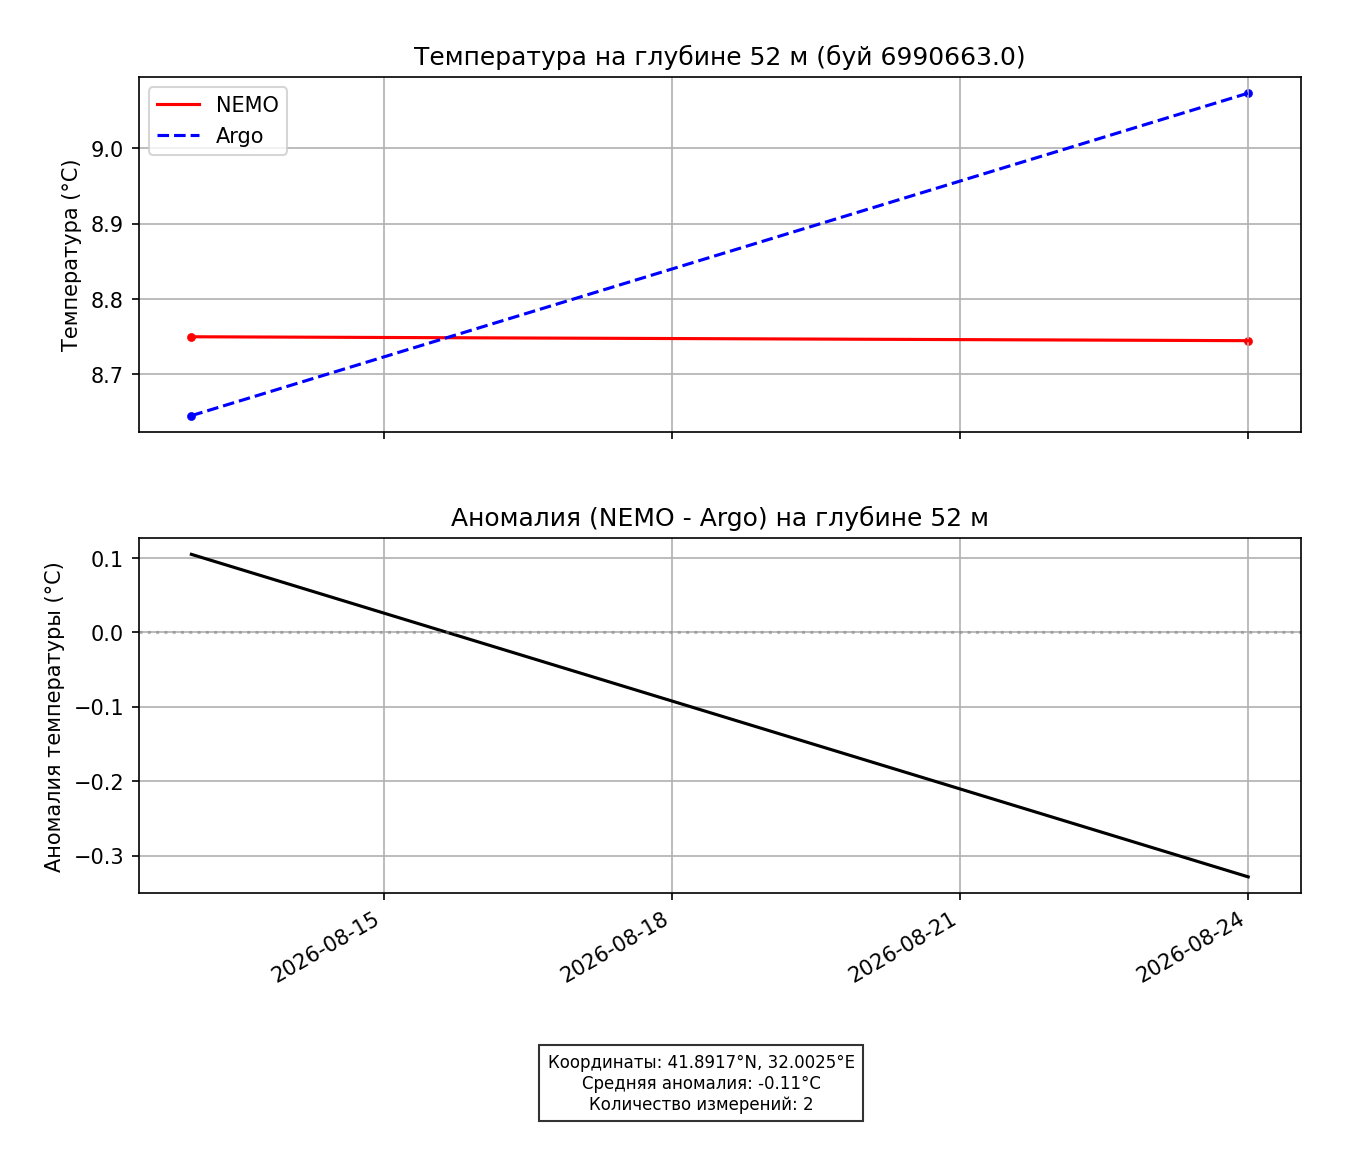 Температура на глубине 52 м (буй 6990663.0)
NEMO
Argo
Температура (°C)
9.0
8.9
8.8
8.7
Аномалия (NEMO - Argo) на глубине 52 м
Аномалия температуры (°C)
0.1
0.0
−0.1
−0.2
−0.3
2026-08-15
2026-08-18
2026-08-21
2026-08-24
Координаты: 41.8917°N, 32.0025°E
Средняя аномалия: -0.11°C
Количество измерений: 2